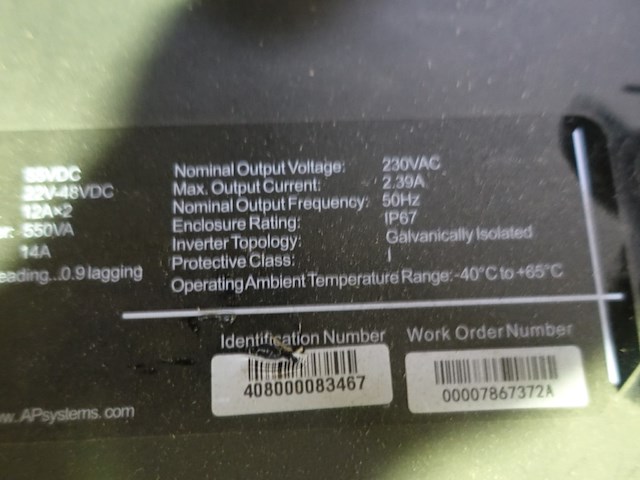 Nominal Output Voltage: 230VAC
Max. Output Current: 2.39A
Nominal Output Frequency: 50Hz
Enclosure Rating: IP67
Inverter Topology: Galvanically Isolated
Protective Class: I
Operating Ambient Temperature Range: -40°C to +65°C
22V-48VDC
12A×2
550VA
14A
eading...0.9 lagging
Identification Number
408000083467
Work Order Number
00007867372A
w.APsystems.com